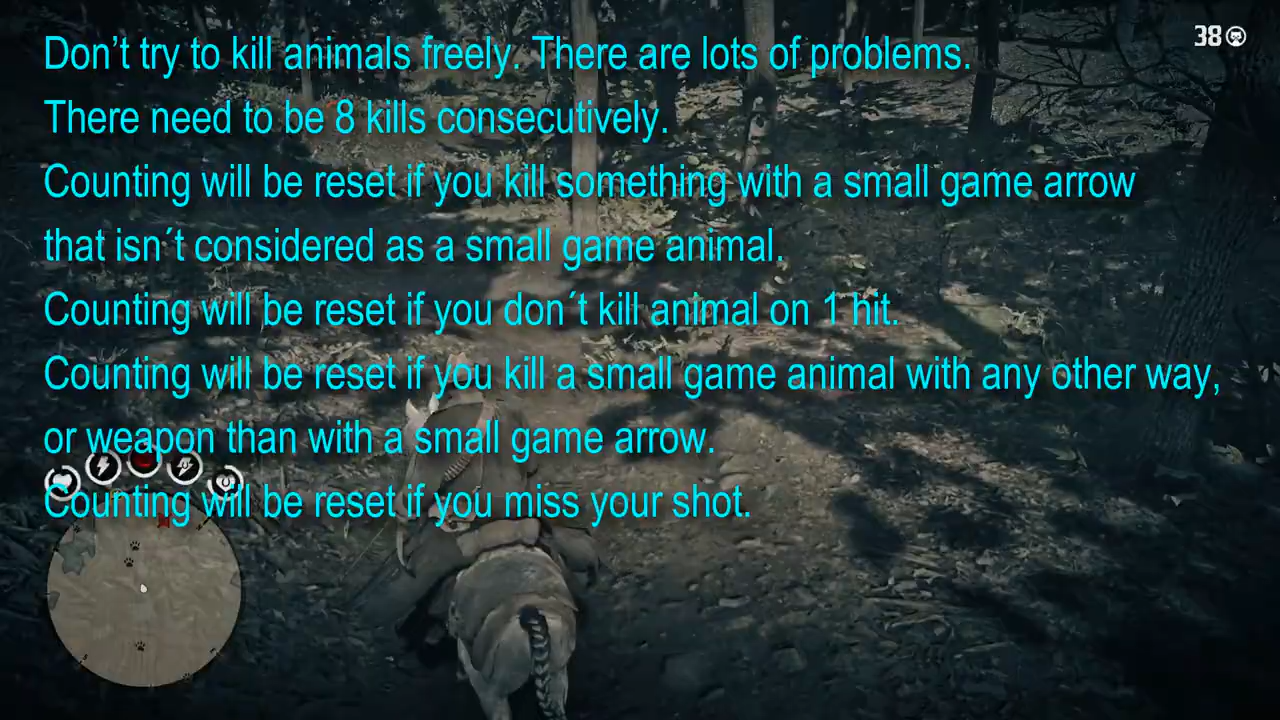 Don’t try to kill animals freely. There are lots of problems.
38
There need to be 8 kills consecutively.
Counting will be reset if you kill something with a small game arrow
that isn´t considered as a small game animal.
Counting will be reset if you don´t kill animal on 1 hit.
Counting will be reset if you kill a small game animal with any other way,
or weapon than with a small game arrow.
Counting will be reset if you miss your shot.